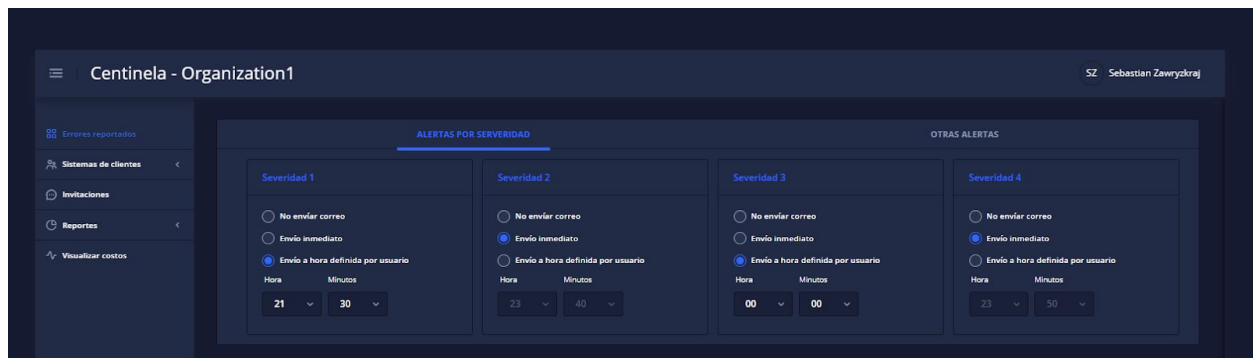 Centinela - Organization1
SZ Sebastian Zawryzkraj
Errores reportados
Sistemas de clientes
Invitaciones
Reportes
Visualizar costos
ALERTAS POR SERVERIDAD
OTRAS ALERTAS
Severidad 1
No envíar correo
Envío inmediato
Envío a hora definida por usuario
Hora Minutos
21 30
Severidad 2
No envíar correo
Envío inmediato
Envío a hora definida por usuario
Hora Minutos
23 40
Severidad 3
No envíar correo
Envío inmediato
Envío a hora definida por usuario
Hora Minutos
00 00
Severidad 4
No envíar correo
Envío inmediato
Envío a hora definida por usuario
Hora Minutos
23 50